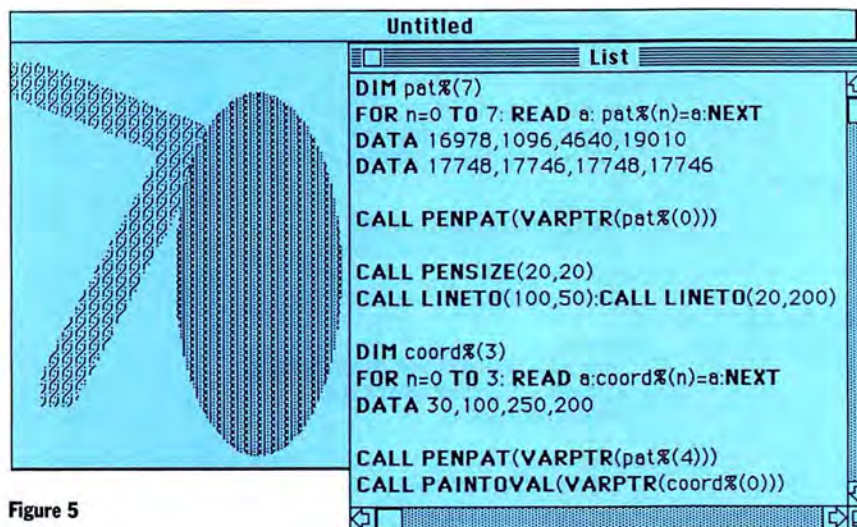 Untitled
List
DIM pat%(7)
FOR n=0 TO 7: READ a: pat%(n)=a:NEXT
DATA 16978,1096,4640,19010
DATA 17748,17746,17748,17746
CALL PENPAT(VARPTR(pat%(0)))
CALL PENSIZE(20,20)
CALL LINETO(100,50):CALL LINETO(20,200)
DIM coord%(3)
FOR n=0 TO 3: READ a:coord%(n)=a:NEXT
DATA 30,100,250,200
CALL PENPAT(VARPTR(pat%(4)))
CALL PAINTOVAL(VARPTR(coord%(0)))
Figure 5